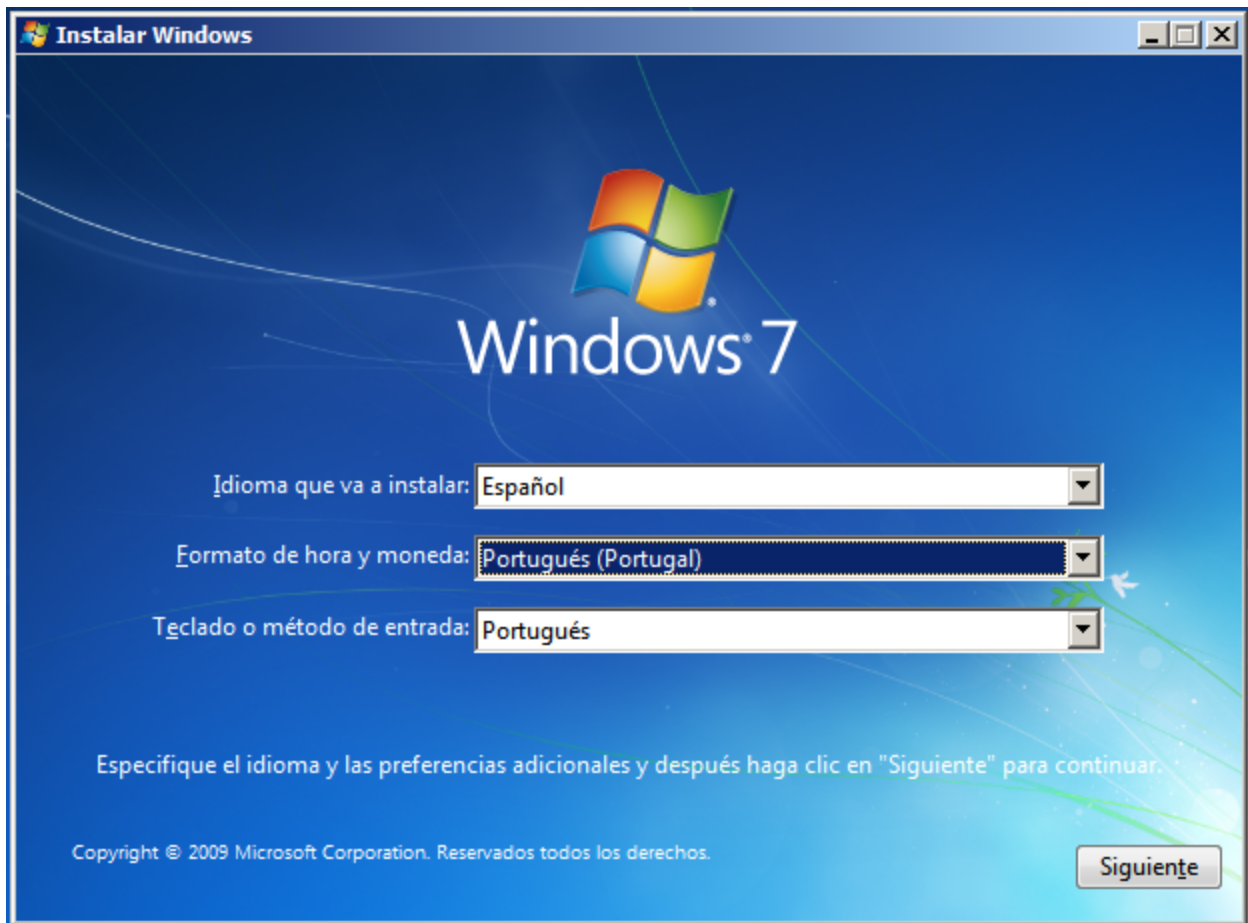 Instalar Windows
Windows® 7
Idioma que va a instalar: Español
Formato de hora y moneda: Portugués (Portugal)
Teclado o método de entrada: Portugués
Especifique el idioma y las preferencias adicionales y después haga clic en "Siguiente" para continuar.
Copyright © 2009 Microsoft Corporation. Reservados todos los derechos.
Siguiente